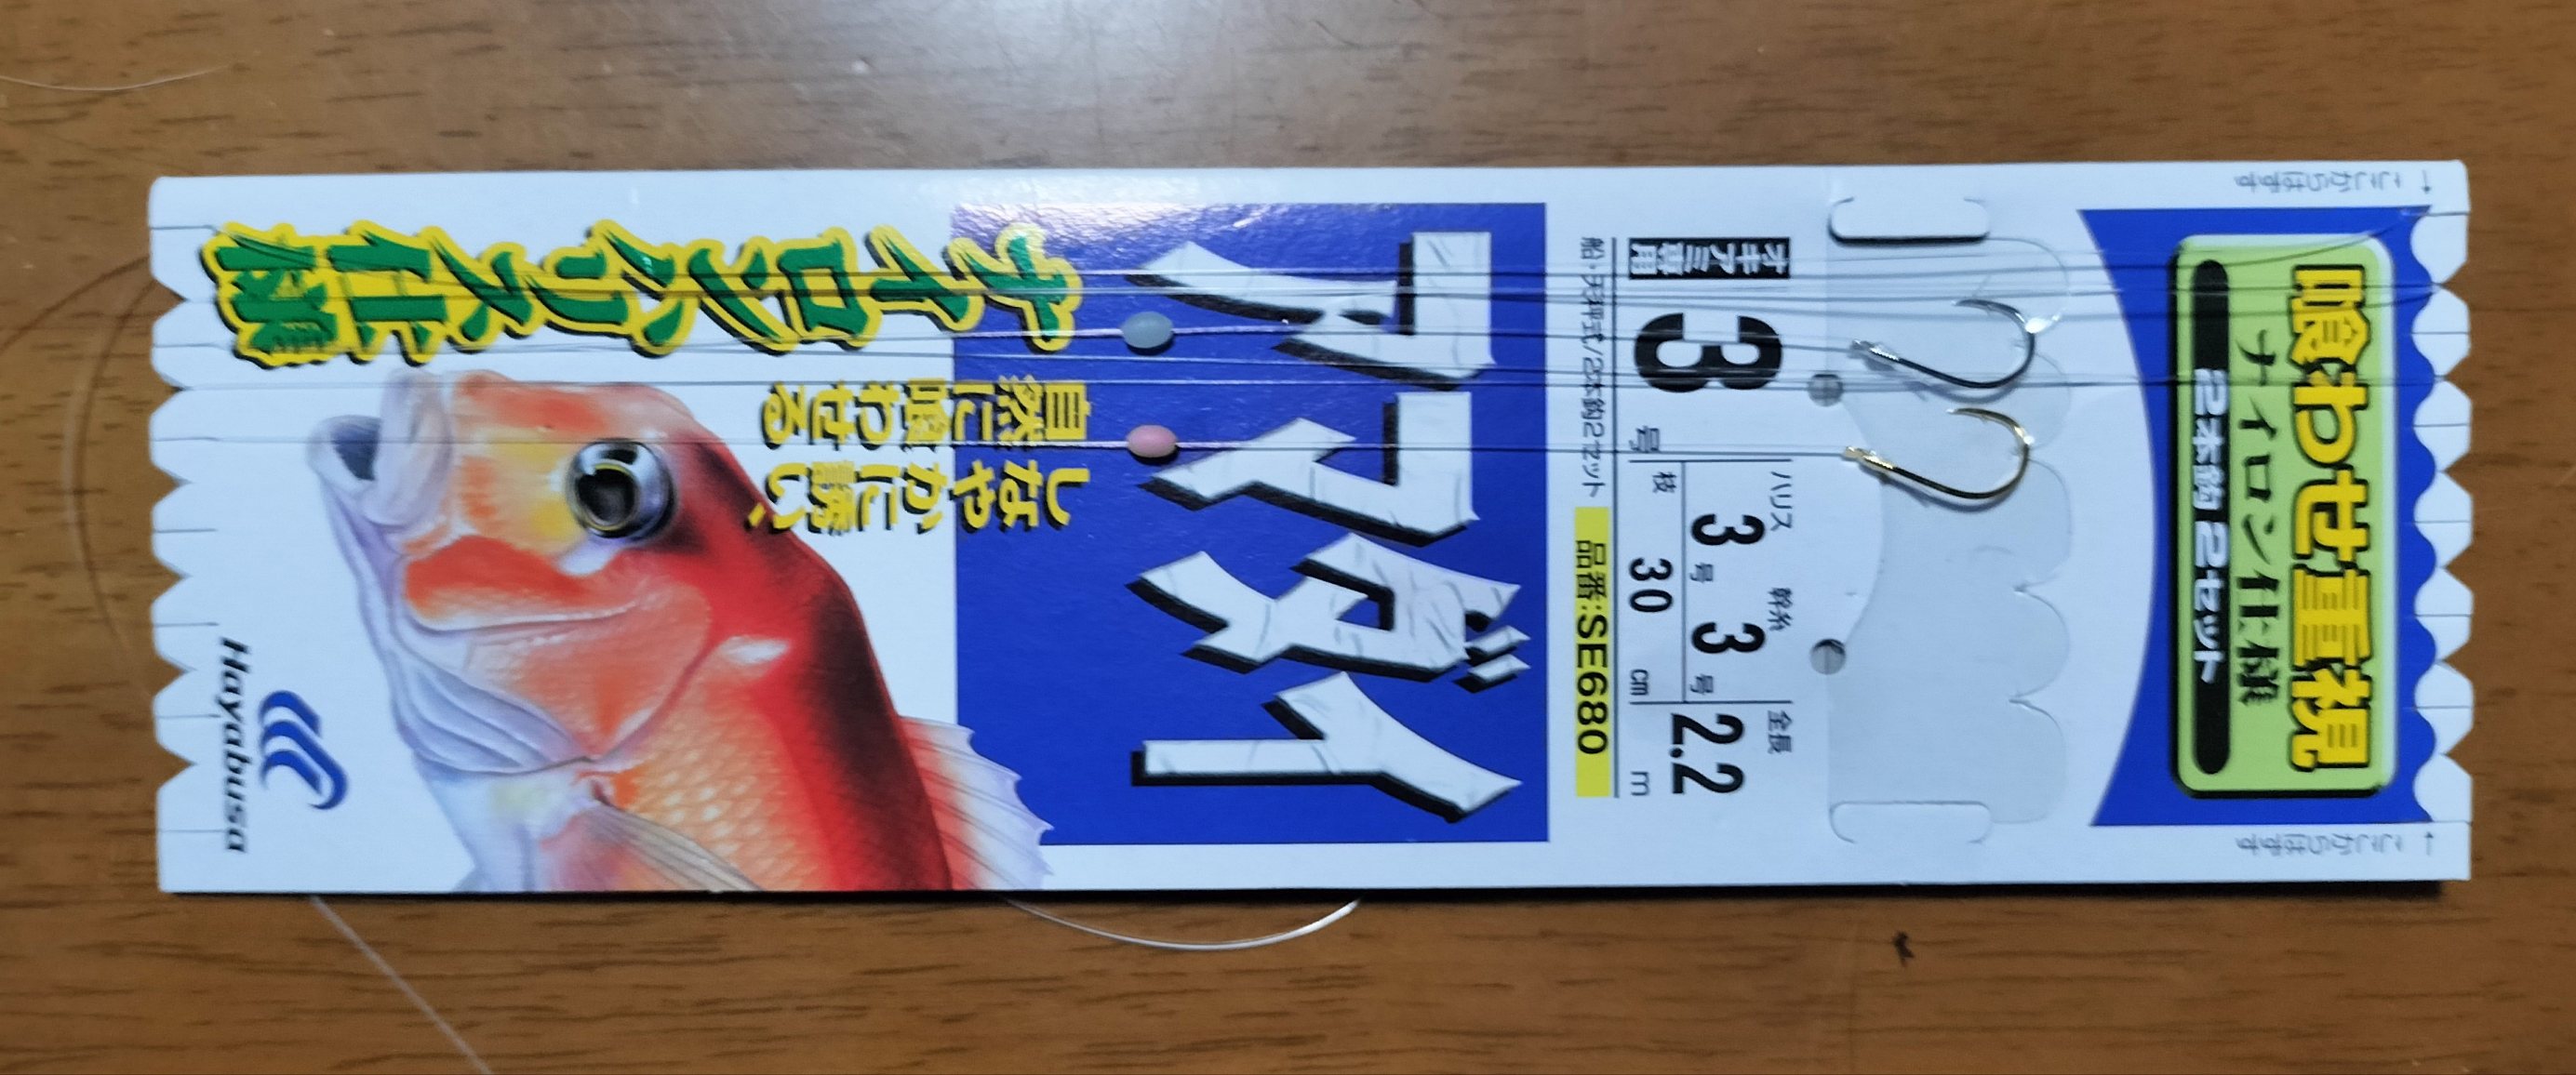 ここからはずす
喰わせ重視
ナイロン仕様
2本鈎2セット
ここからはずす
オキアミ専用
3号
ハリス 3号
幹糸 3号
全長 2.2m
枝 30cm
船・天秤式/2本鈎2セット
品番:SE680
アマダイ
しなやかに誘い、
自然に喰わせる
ナイロンハリス仕様
Hayabusa